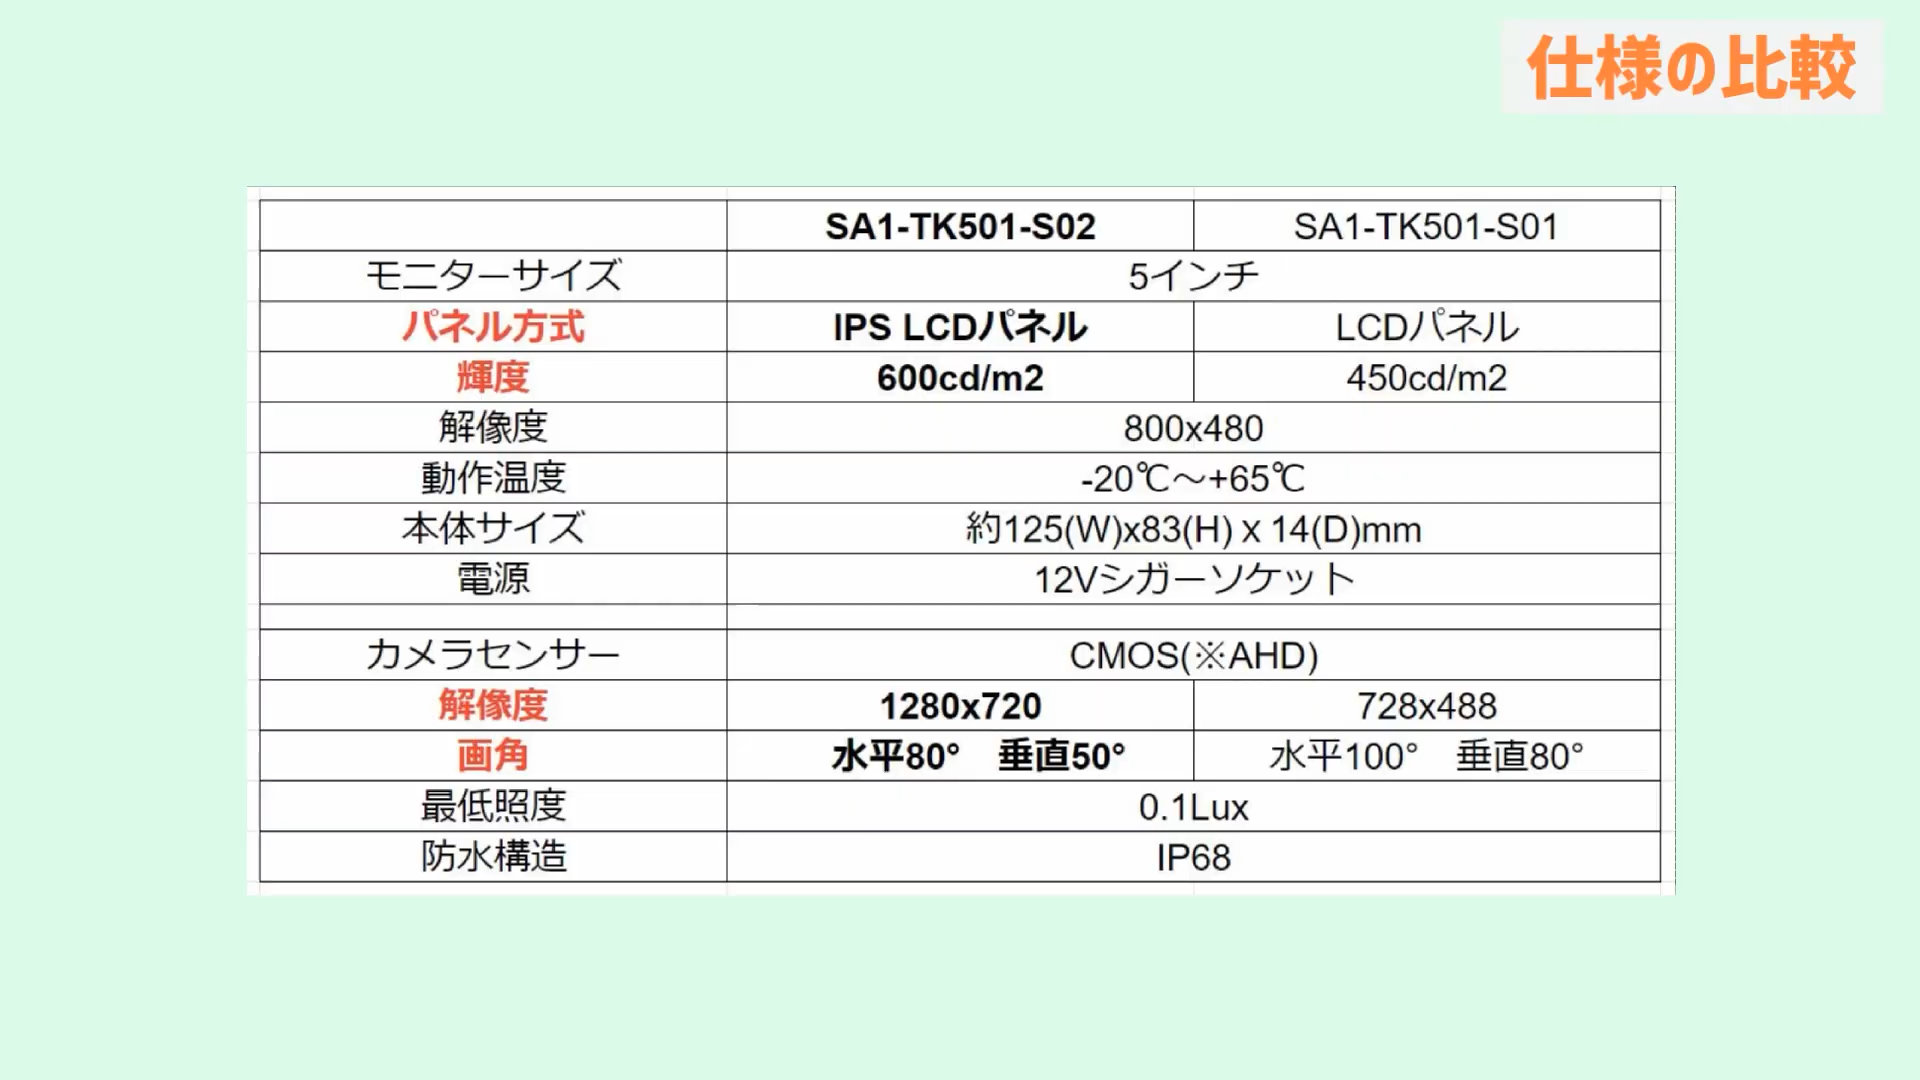 仕様の比較
SA1-TK501-S02 SA1-TK501-S01
モニターサイズ 5インチ
パネル方式 IPS LCDパネル LCDパネル
輝度 600cd/m2 450cd/m2
解像度 800x480
動作温度 -20℃～+65℃
本体サイズ 約125(W)x83(H) x 14(D)mm
電源 12Vシガーソケット
カメラセンサー CMOS(※AHD)
解像度 1280x720 728x488
画角 水平80°　垂直50° 水平100°　垂直80°
最低照度 0.1Lux
防水構造 IP68